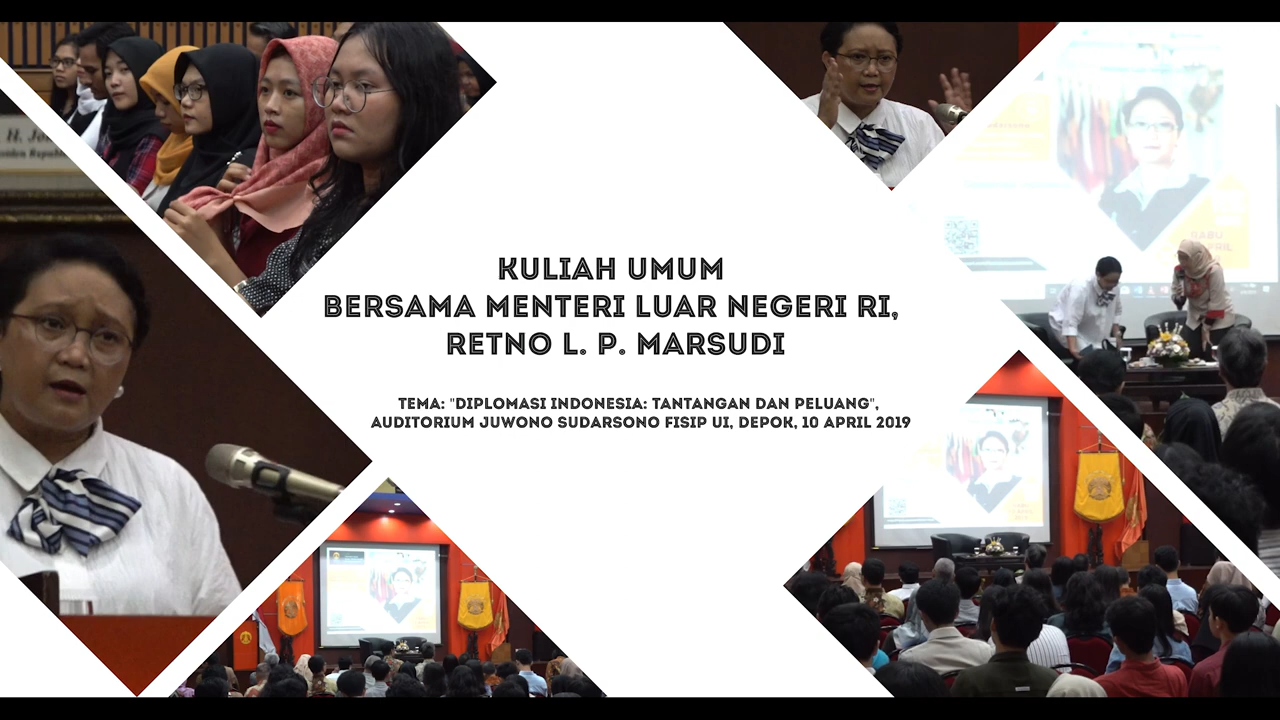 KULIAH UMUM
BERSAMA MENTERI LUAR NEGERI RI,
RETNO L. P. MARSUDI
TEMA: "DIPLOMASI INDONESIA: TANTANGAN DAN PELUANG",
AUDITORIUM JUWONO SUDARSONO FISIP UI, DEPOK, 10 APRIL 2019
RABU